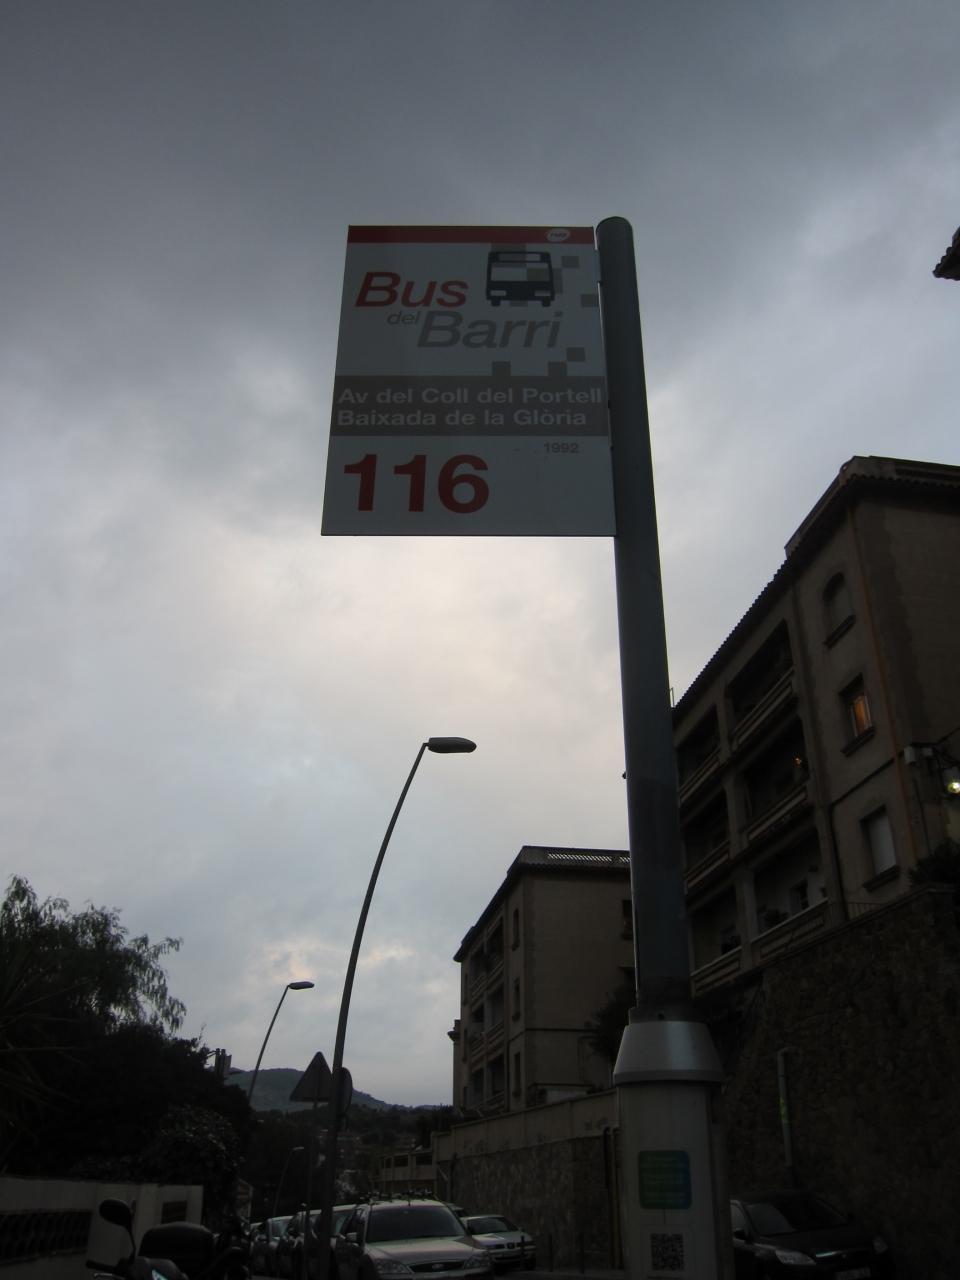 Bus
del Barri
Av del Coll del Portell
Baixada de la Glòria
1992
116